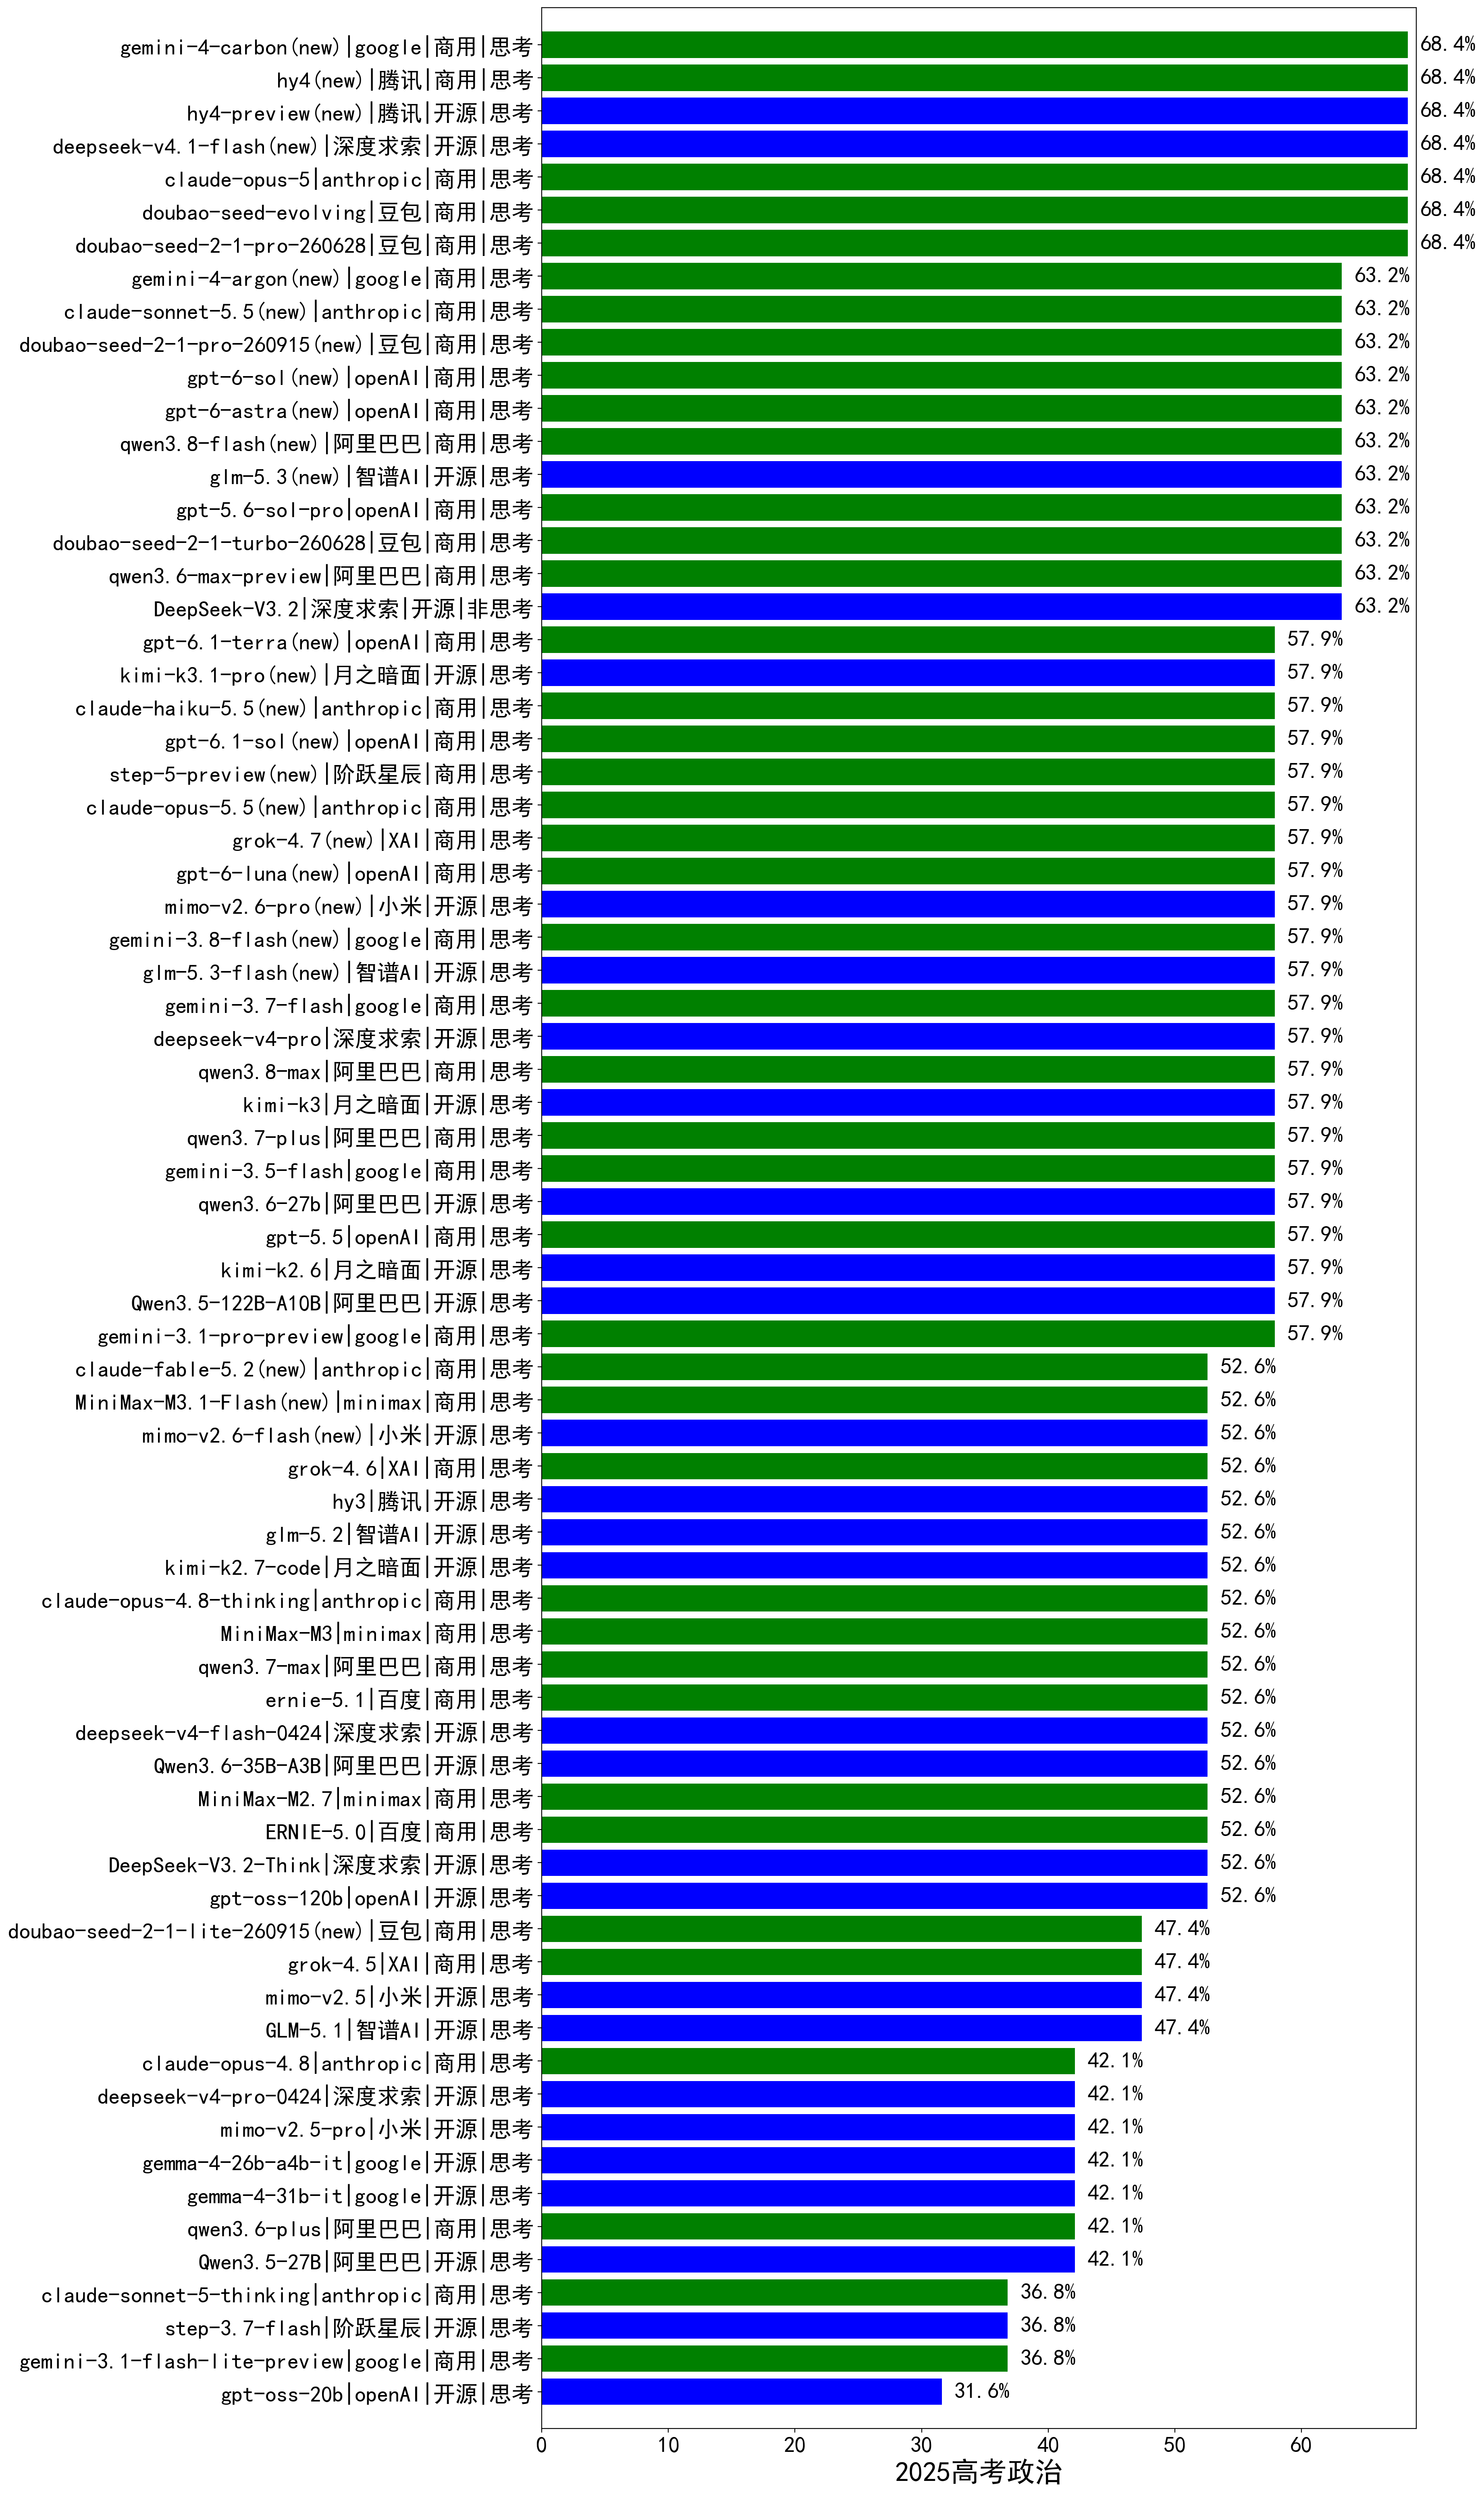 gemini-4-carbon(new)|google|商用|思考 68.4%
hy4(new)|腾讯|商用|思考 68.4%
hy4-preview(new)|腾讯|开源|思考 68.4%
deepseek-v4.1-flash(new)|深度求索|开源|思考 68.4%
claude-opus-5|anthropic|商用|思考 68.4%
doubao-seed-evolving|豆包|商用|思考 68.4%
doubao-seed-2-1-pro-260628|豆包|商用|思考 68.4%
gemini-4-argon(new)|google|商用|思考 63.2%
claude-sonnet-5.5(new)|anthropic|商用|思考 63.2%
doubao-seed-2-1-pro-260915(new)|豆包|商用|思考 63.2%
gpt-6-sol(new)|openAI|商用|思考 63.2%
gpt-6-astra(new)|openAI|商用|思考 63.2%
qwen3.8-flash(new)|阿里巴巴|商用|思考 63.2%
glm-5.3(new)|智谱AI|开源|思考 63.2%
gpt-5.6-sol-pro|openAI|商用|思考 63.2%
doubao-seed-2-1-turbo-260628|豆包|商用|思考 63.2%
qwen3.6-max-preview|阿里巴巴|商用|思考 63.2%
DeepSeek-V3.2|深度求索|开源|非思考 63.2%
gpt-6.1-terra(new)|openAI|商用|思考 57.9%
kimi-k3.1-pro(new)|月之暗面|开源|思考 57.9%
claude-haiku-5.5(new)|anthropic|商用|思考 57.9%
gpt-6.1-sol(new)|openAI|商用|思考 57.9%
step-5-preview(new)|阶跃星辰|商用|思考 57.9%
claude-opus-5.5(new)|anthropic|商用|思考 57.9%
grok-4.7(new)|XAI|商用|思考 57.9%
gpt-6-luna(new)|openAI|商用|思考 57.9%
mimo-v2.6-pro(new)|小米|开源|思考 57.9%
gemini-3.8-flash(new)|google|商用|思考 57.9%
glm-5.3-flash(new)|智谱AI|开源|思考 57.9%
gemini-3.7-flash|google|商用|思考 57.9%
deepseek-v4-pro|深度求索|开源|思考 57.9%
qwen3.8-max|阿里巴巴|商用|思考 57.9%
kimi-k3|月之暗面|开源|思考 57.9%
qwen3.7-plus|阿里巴巴|商用|思考 57.9%
gemini-3.5-flash|google|商用|思考 57.9%
qwen3.6-27b|阿里巴巴|开源|思考 57.9%
gpt-5.5|openAI|商用|思考 57.9%
kimi-k2.6|月之暗面|开源|思考 57.9%
Qwen3.5-122B-A10B|阿里巴巴|开源|思考 57.9%
gemini-3.1-pro-preview|google|商用|思考 57.9%
claude-fable-5.2(new)|anthropic|商用|思考 52.6%
MiniMax-M3.1-Flash(new)|minimax|商用|思考 52.6%
mimo-v2.6-flash(new)|小米|开源|思考 52.6%
grok-4.6|XAI|商用|思考 52.6%
hy3|腾讯|开源|思考 52.6%
glm-5.2|智谱AI|开源|思考 52.6%
kimi-k2.7-code|月之暗面|开源|思考 52.6%
claude-opus-4.8-thinking|anthropic|商用|思考 52.6%
MiniMax-M3|minimax|商用|思考 52.6%
qwen3.7-max|阿里巴巴|商用|思考 52.6%
ernie-5.1|百度|商用|思考 52.6%
deepseek-v4-flash-0424|深度求索|开源|思考 52.6%
Qwen3.6-35B-A3B|阿里巴巴|开源|思考 52.6%
MiniMax-M2.7|minimax|商用|思考 52.6%
ERNIE-5.0|百度|商用|思考 52.6%
DeepSeek-V3.2-Think|深度求索|开源|思考 52.6%
gpt-oss-120b|openAI|开源|思考 52.6%
doubao-seed-2-1-lite-260915(new)|豆包|商用|思考 47.4%
grok-4.5|XAI|商用|思考 47.4%
mimo-v2.5|小米|开源|思考 47.4%
GLM-5.1|智谱AI|开源|思考 47.4%
claude-opus-4.8|anthropic|商用|思考 42.1%
deepseek-v4-pro-0424|深度求索|开源|思考 42.1%
mimo-v2.5-pro|小米|开源|思考 42.1%
gemma-4-26b-a4b-it|google|开源|思考 42.1%
gemma-4-31b-it|google|开源|思考 42.1%
qwen3.6-plus|阿里巴巴|商用|思考 42.1%
Qwen3.5-27B|阿里巴巴|开源|思考 42.1%
claude-sonnet-5-thinking|anthropic|商用|思考 36.8%
step-3.7-flash|阶跃星辰|开源|思考 36.8%
gemini-3.1-flash-lite-preview|google|商用|思考 36.8%
gpt-oss-20b|openAI|开源|思考 31.6%
0 10 20 30 40 50 60
2025高考政治